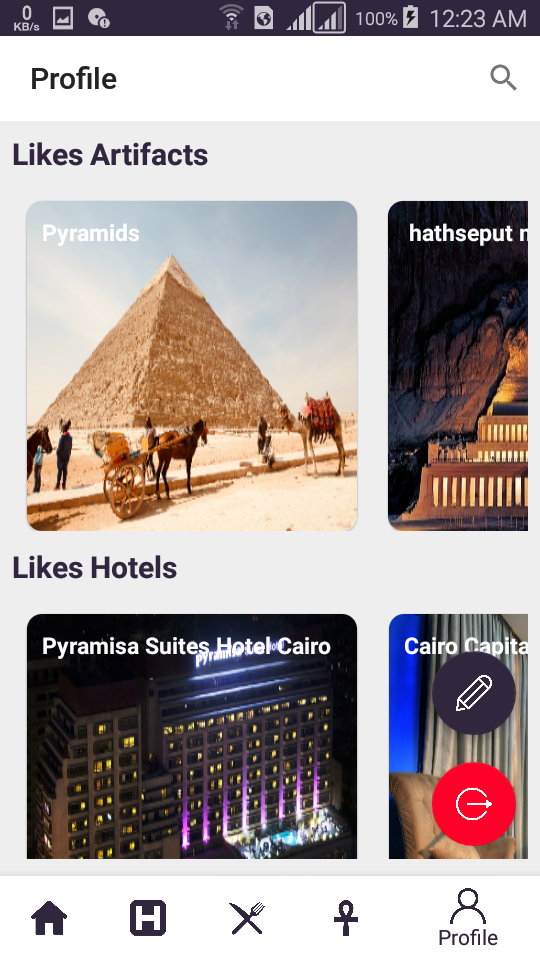 0
KB/s
100%
12:23 AM
Profile
Likes Artifacts
Pyramids
hathseput
Likes Hotels
Pyramisa Suites Hotel Cairo
Cairo Capita
Profile